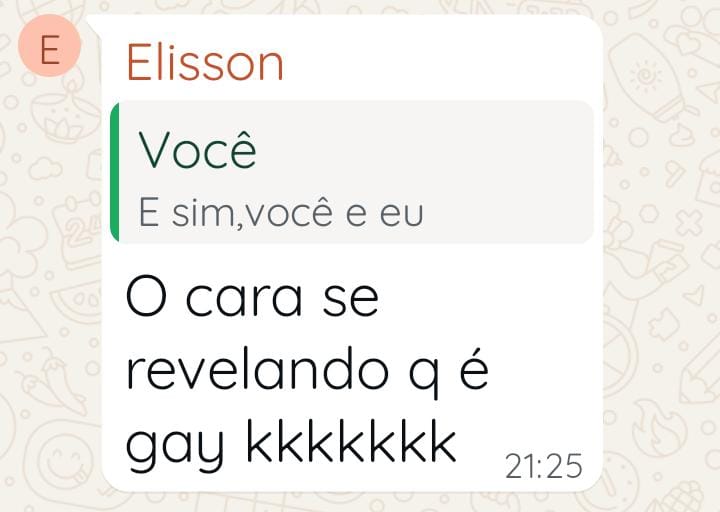 E
Elisson
Você
E sim,você e eu
O cara se
revelando q é
gay kkkkkkk
21:25